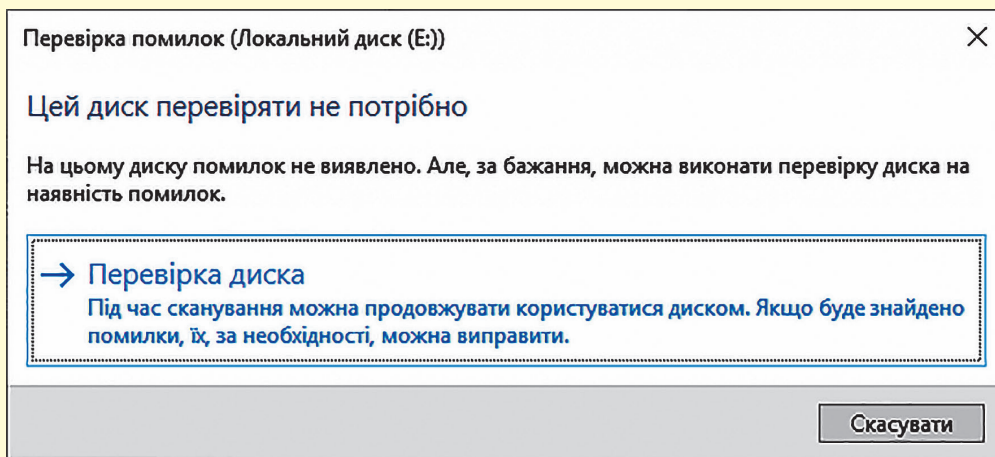 Перевірка помилок (Локальний диск (E:))
Цей диск перевіряти не потрібно
На цьому диску помилок не виявлено. Але, за бажання, можна виконати перевірку диска на
наявність помилок.
Перевірка диска
Під час сканування можна продовжувати користуватися диском. Якщо буде знайдено
помилки, їх, за необхідності, можна виправити.
Скасувати